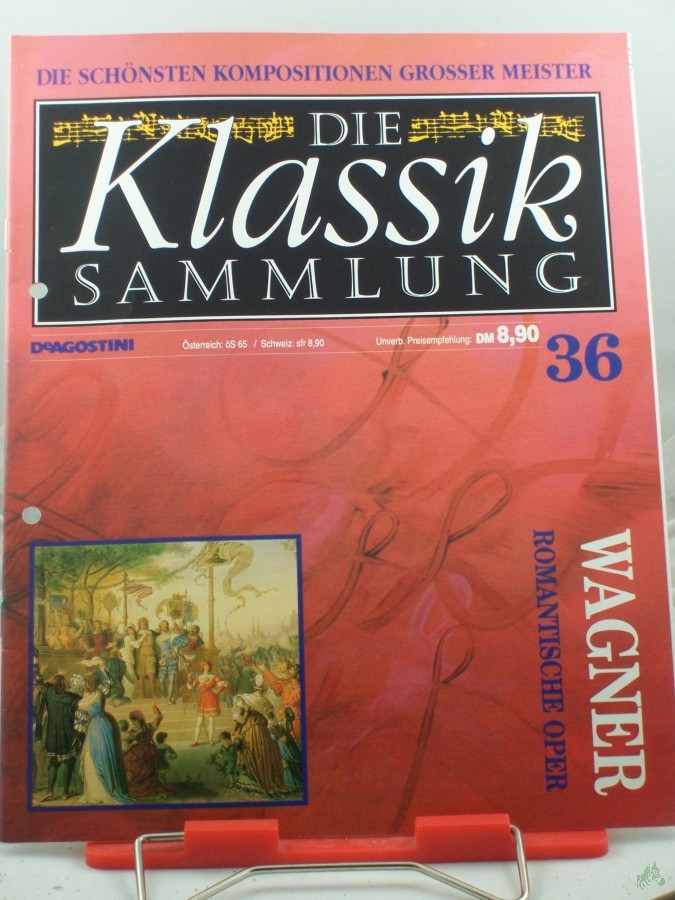 DIE SCHÖNSTEN KOMPOSITIONEN GROSSER MEISTER
DIE
Klassik
SAMMLUNG
DeAGOSTINI
Österreich: öS 65 / Schweiz: sfr 8,90
Unverb. Preisempfehlung: DM 8,90
36
WAGNER
ROMANTISCHE OPER